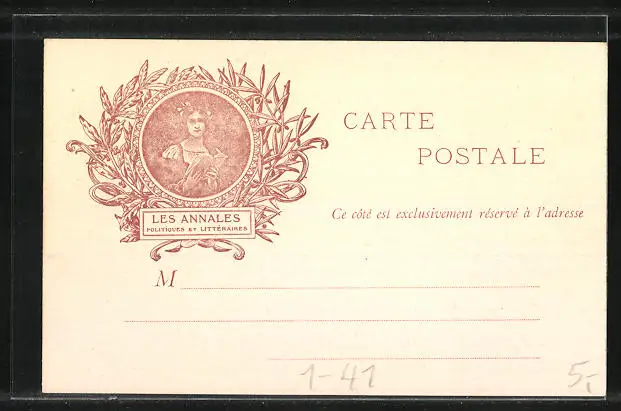 LES ANNALES
POLITIQUES ET LITTÉRAIRES
CARTE
POSTALE
Ce côté est exclusivement réservé à l'adresse
M
1-41
5,-